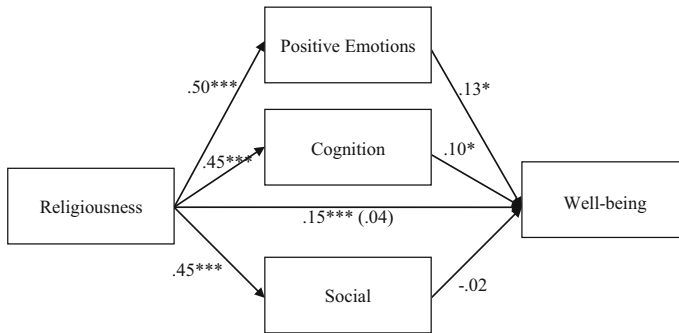 Positive Emotions
.50***
.13*
Cognition
.45***
.10*
Religiousness
Well-being
.15*** (.04)
.45***
Social
-.02